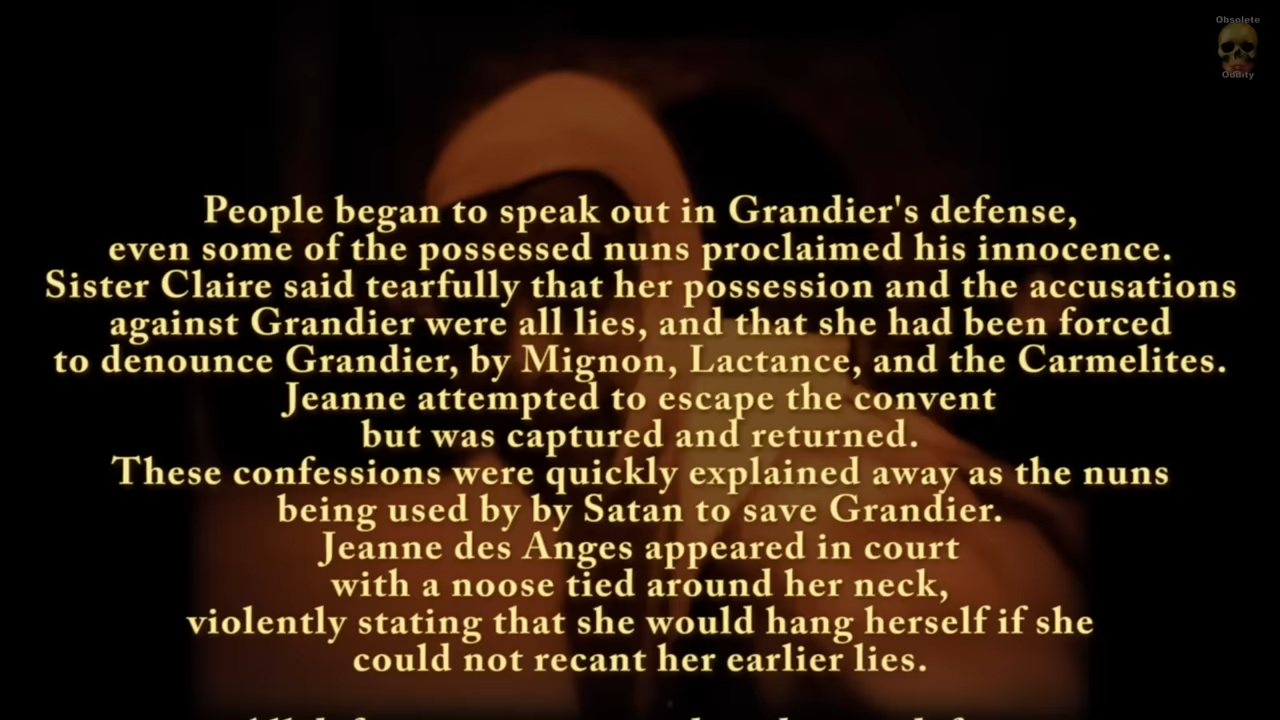 Obsolete
Oddity
People began to speak out in Grandier's defense,
even some of the possessed nuns proclaimed his innocence.
Sister Claire said tearfully that her possession and the accusations
against Grandier were all lies, and that she had been forced
to denounce Grandier, by Mignon, Lactance, and the Carmelites.
Jeanne attempted to escape the convent
but was captured and returned.
These confessions were quickly explained away as the nuns
being used by by Satan to save Grandier.
Jeanne des Anges appeared in court
with a noose tied around her neck,
violently stating that she would hang herself if she
could not recant her earlier lies.